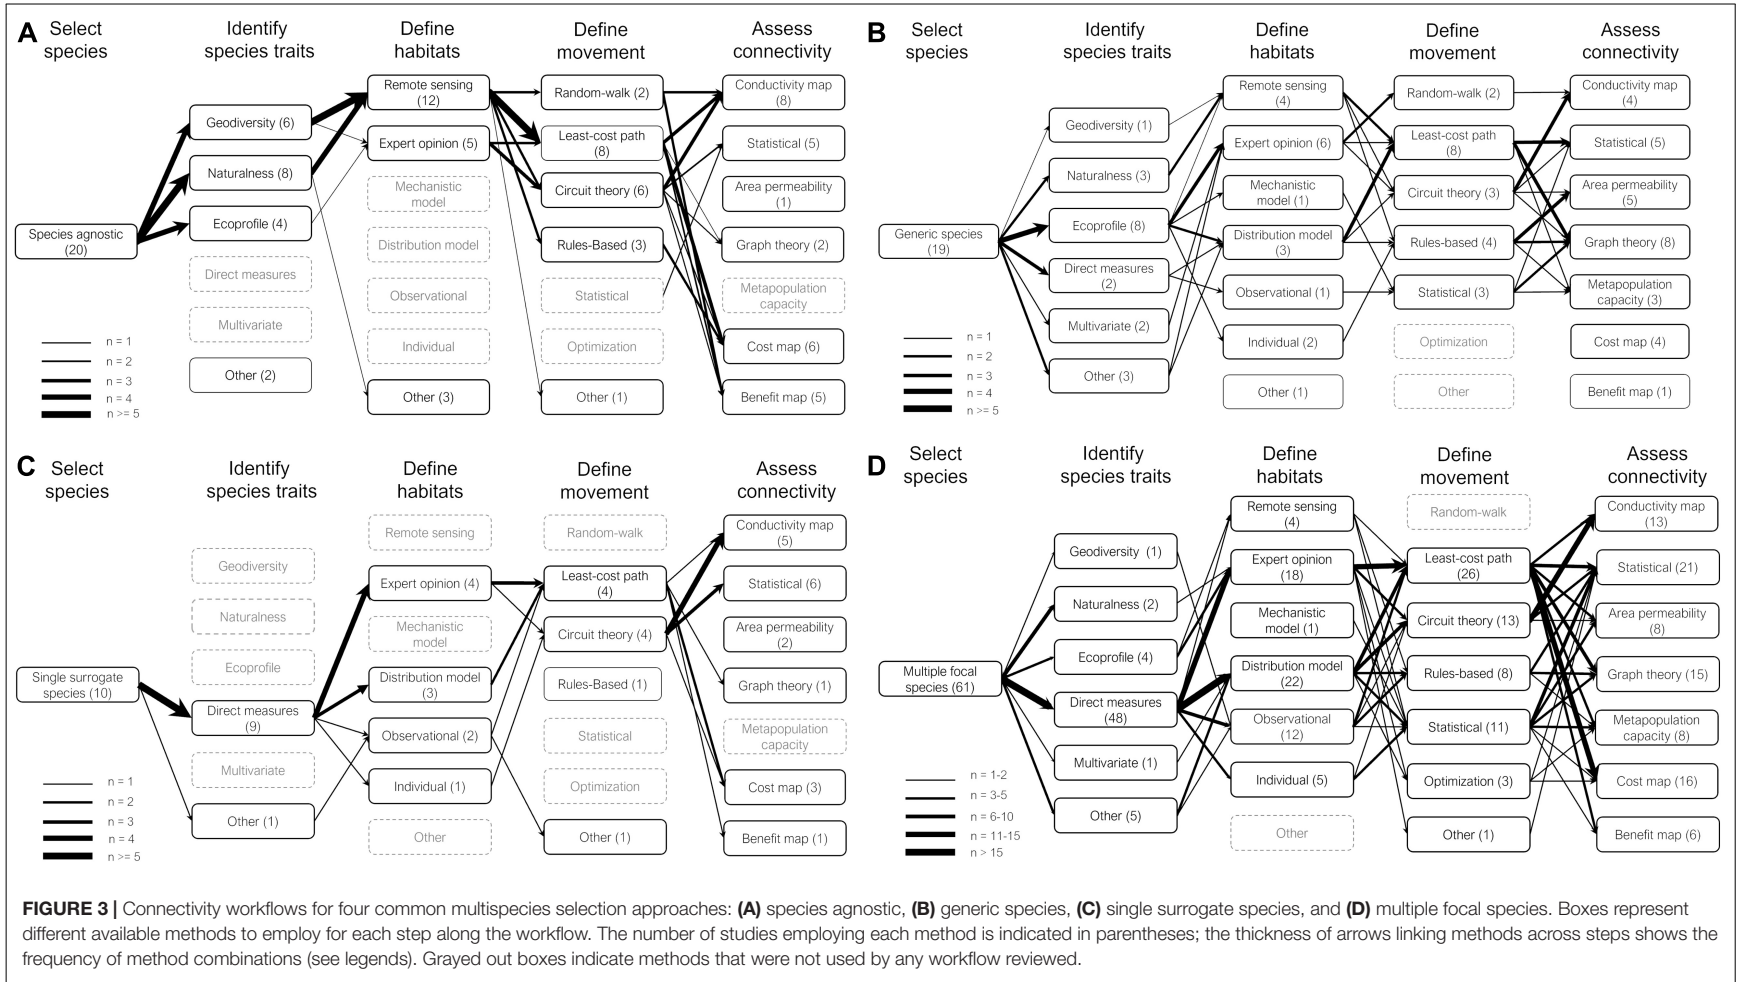 A
Select
species
Identify
species traits
Define
habitats
Define
movement
Assess
connectivity
Species agnostic
(20)
Geodiversity (6)
Naturalness (8)
Ecoprofile (4)
Direct measures
Multivariate
Other (2)
Remote sensing
(12)
Expert opinion (5)
Mechanistic
model
Distribution model
Observational
Individual
Other (3)
Random-walk (2)
Least-cost path
(8)
Circuit theory (6)
Rules-Based (3)
Statistical
Optimization
Other (1)
Conductivity map
(8)
Statistical (5)
Area permeability
(1)
Graph theory (2)
Metapopulation
capacity
Cost map (6)
Benefit map (5)
n = 1
n = 2
n = 3
n = 4
n >= 5
B
Select
species
Identify
species traits
Define
habitats
Define
movement
Assess
connectivity
Generic species
(19)
Geodiversity (1)
Naturalness (3)
Ecoprofile (8)
Direct measures
(2)
Multivariate (2)
Other (3)
Remote sensing
(4)
Expert opinion (6)
Mechanistic
model (1)
Distribution model
(3)
Observational (1)
Individual (2)
Other (1)
Random-walk (2)
Least-cost path
(8)
Circuit theory (3)
Rules-based (4)
Statistical (3)
Optimization
Other
Conductivity map
(4)
Statistical (5)
Area permeability
(5)
Graph theory (8)
Metapopulation
capacity (3)
Cost map (4)
Benefit map (1)
n = 1
n = 2
n = 3
n = 4
n >= 5
C
Select
species
Identify
species traits
Define
habitats
Define
movement
Assess
connectivity
Single surrogate
species (10)
Geodiversity
Naturalness
Ecoprofile
Direct measures
(9)
Multivariate
Other (1)
Remote sensing
Expert opinion (4)
Mechanistic
model
Distribution model
(3)
Observational (2)
Individual (1)
Other
Random-walk
Least-cost path
(4)
Circuit theory (4)
Rules-Based (1)
Statistical
Optimization
Other (1)
Conductivity map
(5)
Statistical (6)
Area permeability
(2)
Graph theory (1)
Metapopulation
capacity
Cost map (3)
Benefit map (1)
n = 1
n = 2
n = 3
n = 4
n >= 5
D
Select
species
Identify
species traits
Define
habitats
Define
movement
Assess
connectivity
Multiple focal
species (61)
Geodiversity (1)
Naturalness (2)
Ecoprofile (4)
Direct measures
(48)
Multivariate (1)
Other (5)
Remote sensing
(4)
Expert opinion
(18)
Mechanistic
model (1)
Distribution model
(22)
Observational
(12)
Individual (5)
Other
Random-walk
Least-cost path
(26)
Circuit theory (13)
Rules-based (8)
Statistical (11)
Optimization (3)
Other (1)
Conductivity map
(13)
Statistical (21)
Area permeability
(8)
Graph theory (15)
Metapopulation
capacity (8)
Cost map (16)
Benefit map (6)
n = 1-2
n = 3-5
n = 6-10
n = 11-15
n > 15
FIGURE 3 | Connectivity workflows for four common multispecies selection approaches: (A) species agnostic, (B) generic species, (C) single surrogate species, and (D) multiple focal species. Boxes represent
different available methods to employ for each step along the workflow. The number of studies employing each method is indicated in parentheses; the thickness of arrows linking methods across steps shows the
frequency of method combinations (see legends). Grayed out boxes indicate methods that were not used by any workflow reviewed.